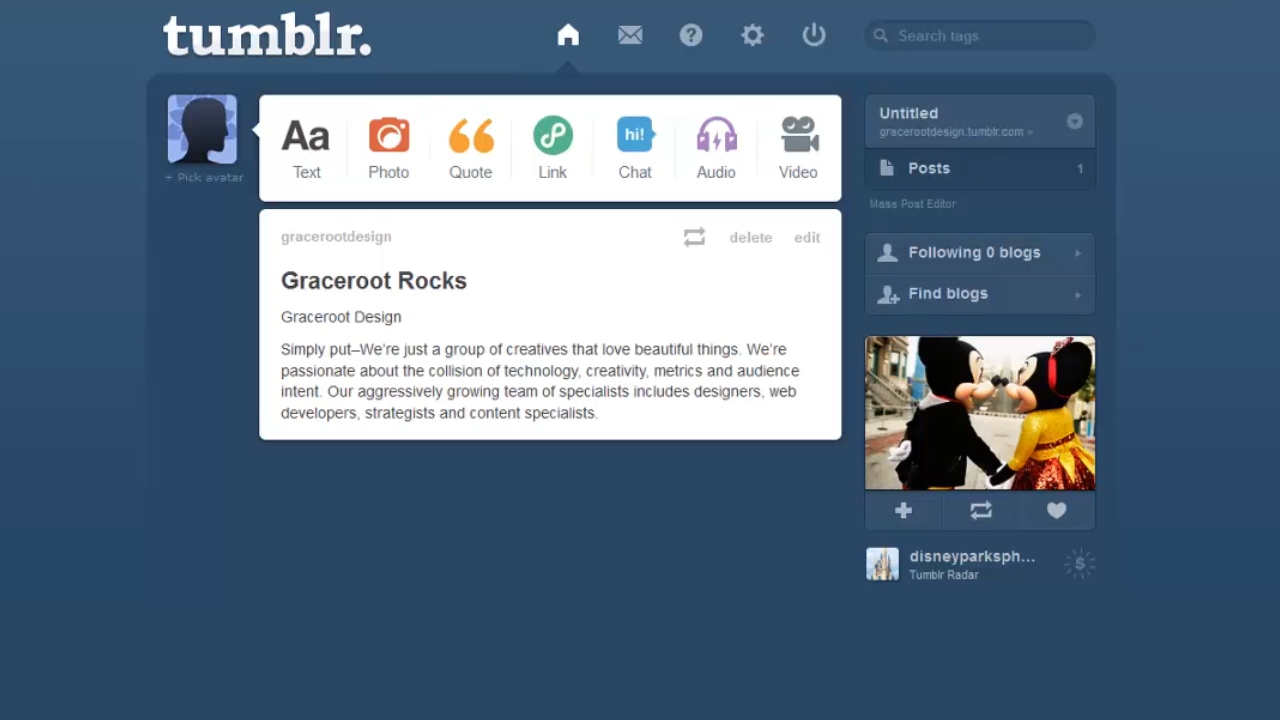 tumblr.
Search tags
Aa
hi!
Text
Photo
Quote
Link
Chat
Audio
Video
+ Pick avatar
gracerootdesign
delete
edit
Graceroot Rocks
Graceroot Design
Simply put–We're just a group of creatives that love beautiful things. We're
passionate about the collision of technology, creativity, metrics and audience
intent. Our aggressively growing team of specialists includes designers, web
developers, strategists and content specialists.
Untitled
gracerootdesign.tumblr.com »
Posts 1
Mass Post Editor
Following 0 blogs
Find blogs
disneyparksph...
Tumblr Radar
$